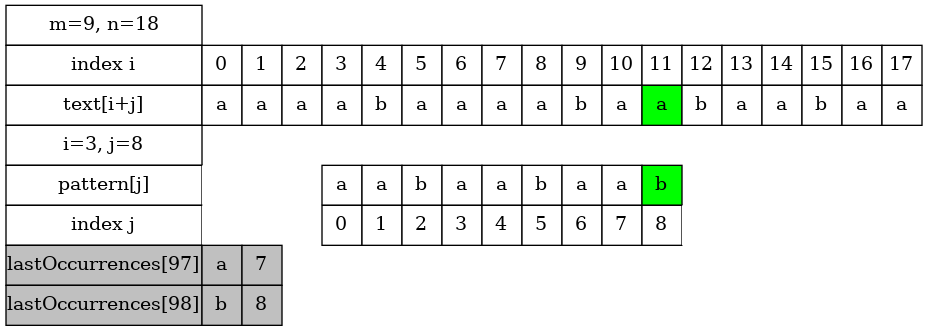 m=9, n=18
index i 0 1 2 3 4 5 6 7 8 9 10 11 12 13 14 15 16 17
text[i+j] a a a a b a a a a b a a b a a b a a
i=3, j=8
pattern[j] a a b a a b a a b
index j 0 1 2 3 4 5 6 7 8
lastOccurrences[97] a 7
lastOccurrences[98] b 8